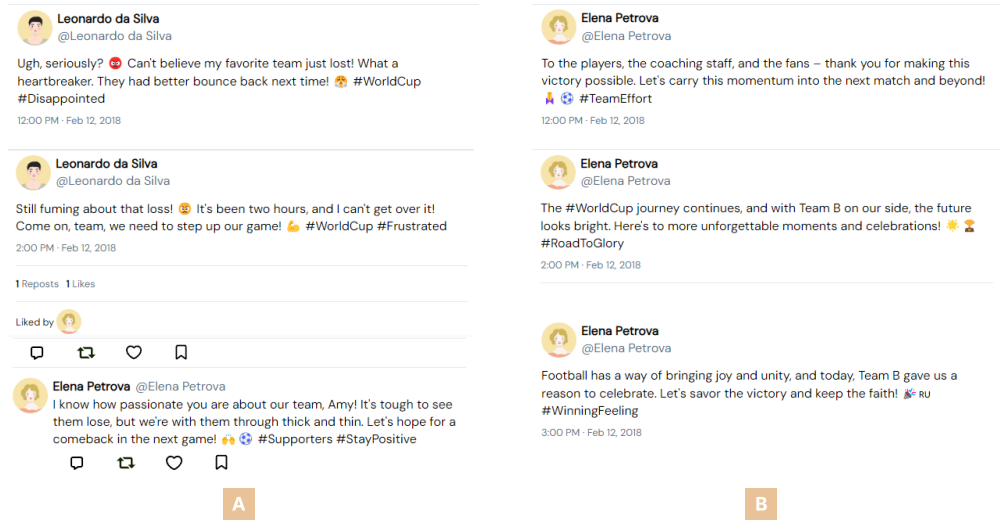 Leonardo da Silva
@Leonardo da Silva
Ugh, seriously? 😡 Can't believe my favorite team just lost! What a
heartbreaker. They had better bounce back next time! 😤 #WorldCup
#Disappointed
12:00 PM · Feb 12, 2018
Leonardo da Silva
@Leonardo da Silva
Still fuming about that loss! 😡 It's been two hours, and I can't get over it!
Come on, team, we need to step up our game! 💪 #WorldCup #Frustrated
2:00 PM · Feb 12, 2018
1 Reposts 1 Likes
Liked by
Elena Petrova @Elena Petrova
I know how passionate you are about our team, Amy! It's tough to see
them lose, but we're with them through thick and thin. Let's hope for a
comeback in the next game! 🙌 ⚽ #Supporters #StayPositive
A
Elena Petrova
@Elena Petrova
To the players, the coaching staff, and the fans – thank you for making this
victory possible. Let's carry this momentum into the next match and beyond!
⚽ #TeamEffort
12:00 PM · Feb 12, 2018
Elena Petrova
@Elena Petrova
The #WorldCup journey continues, and with Team B on our side, the future
looks bright. Here's to more unforgettable moments and celebrations! 🌟 🏆
#RoadToGlory
2:00 PM · Feb 12, 2018
Elena Petrova
@Elena Petrova
Football has a way of bringing joy and unity, and today, Team B gave us a
reason to celebrate. Let's savor the victory and keep the faith! 🎉 RU
#WinningFeeling
3:00 PM · Feb 12, 2018
B